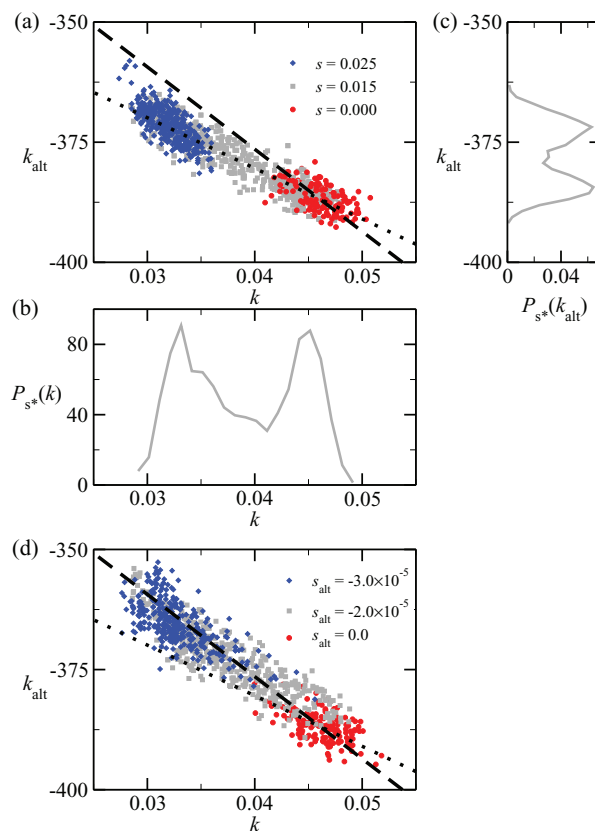 (a)
-350
-375
-400
k_alt
s = 0.025
s = 0.015
s = 0.000
0.03 0.04 0.05
k
(c)
-350
-375
-400
k_alt
0 0.04
P_s*(k_alt)
(b)
80
40
0
P_s*(k)
0.03 0.04 0.05
k
(d)
-350
-375
-400
k_alt
s_alt = -3.0×10^-5
s_alt = -2.0×10^-5
s_alt = 0.0
0.03 0.04 0.05
k